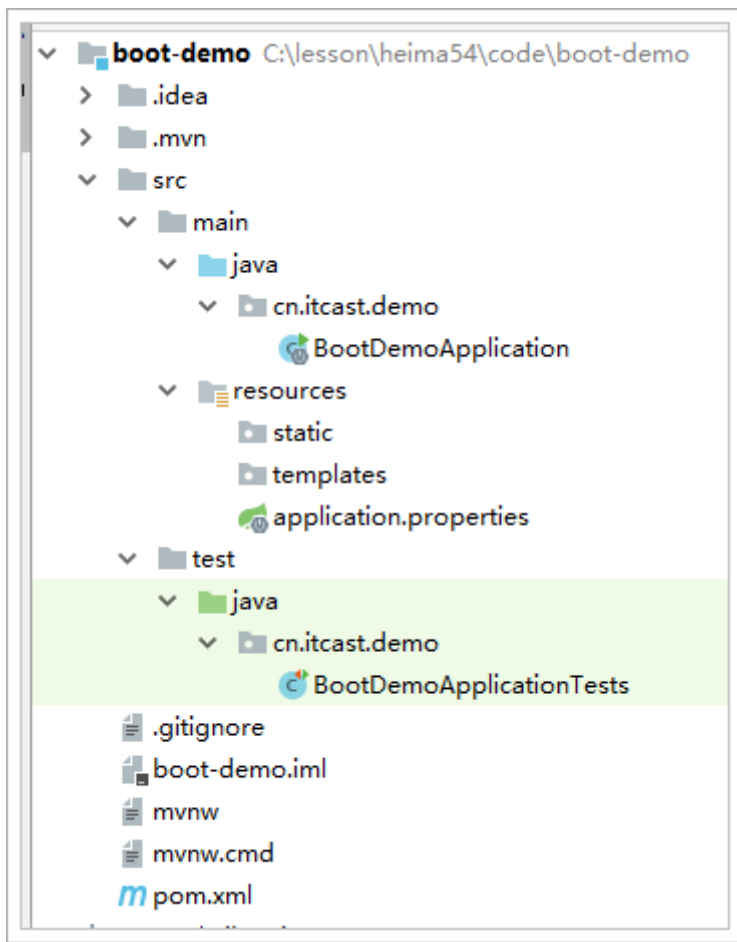 boot-demo C:\lesson\heima54\code\boot-demo
.idea
.mvn
src
main
java
cn.itcast.demo
BootDemoApplication
resources
static
templates
application.properties
test
java
cn.itcast.demo
BootDemoApplicationTests
.gitignore
boot-demo.iml
mvnw
mvnw.cmd
pom.xml